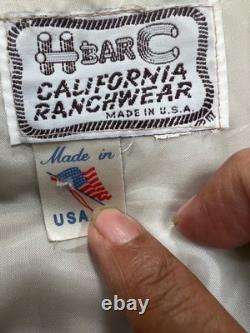 H BAR C
CALIFORNIA
RANCHWEAR
MADE IN U.S.A.
Made in
USA